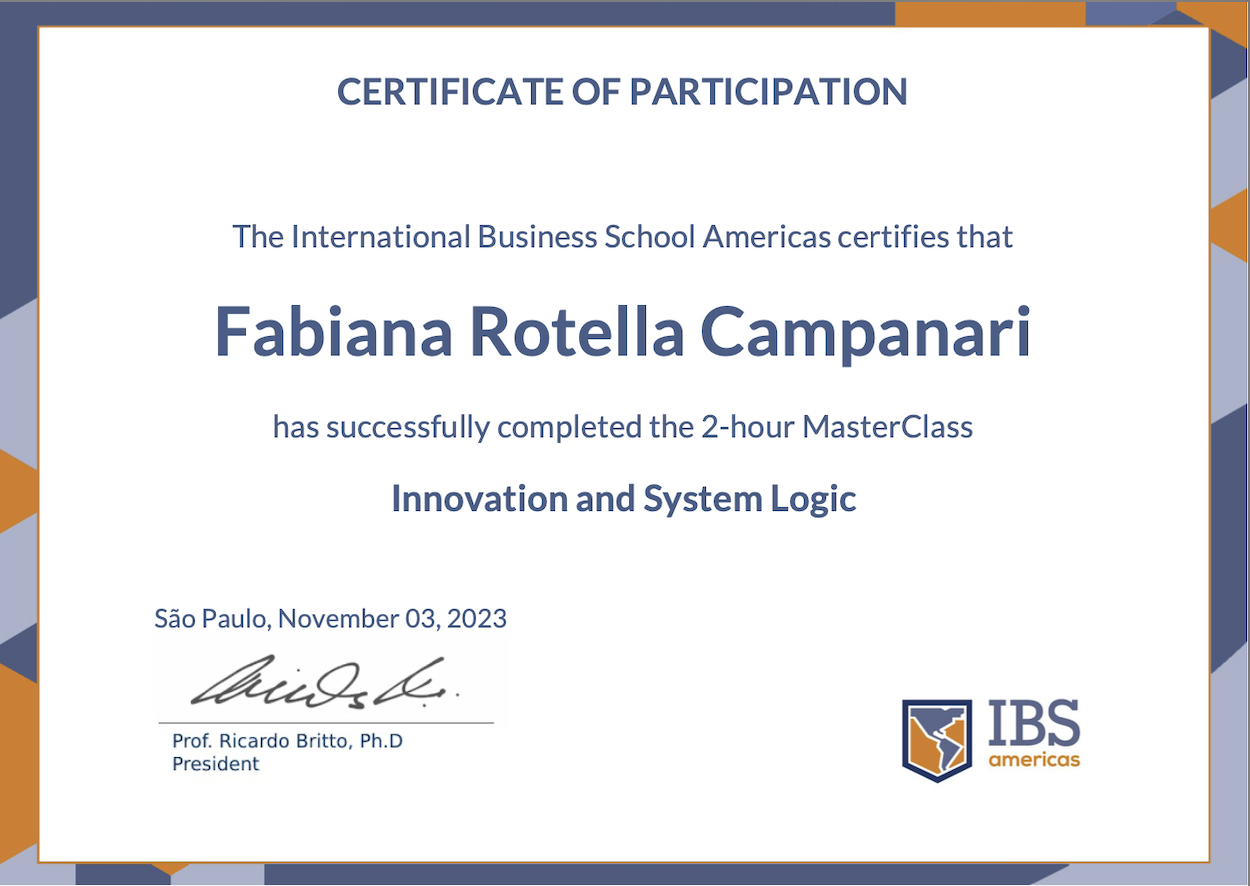 CERTIFICATE OF PARTICIPATION
The International Business School Americas certifies that
Fabiana Rotella Campanari
has successfully completed the 2-hour MasterClass
Innovation and System Logic
São Paulo, November 03, 2023
Prof. Ricardo Britto, Ph.D
President
IBS
americas